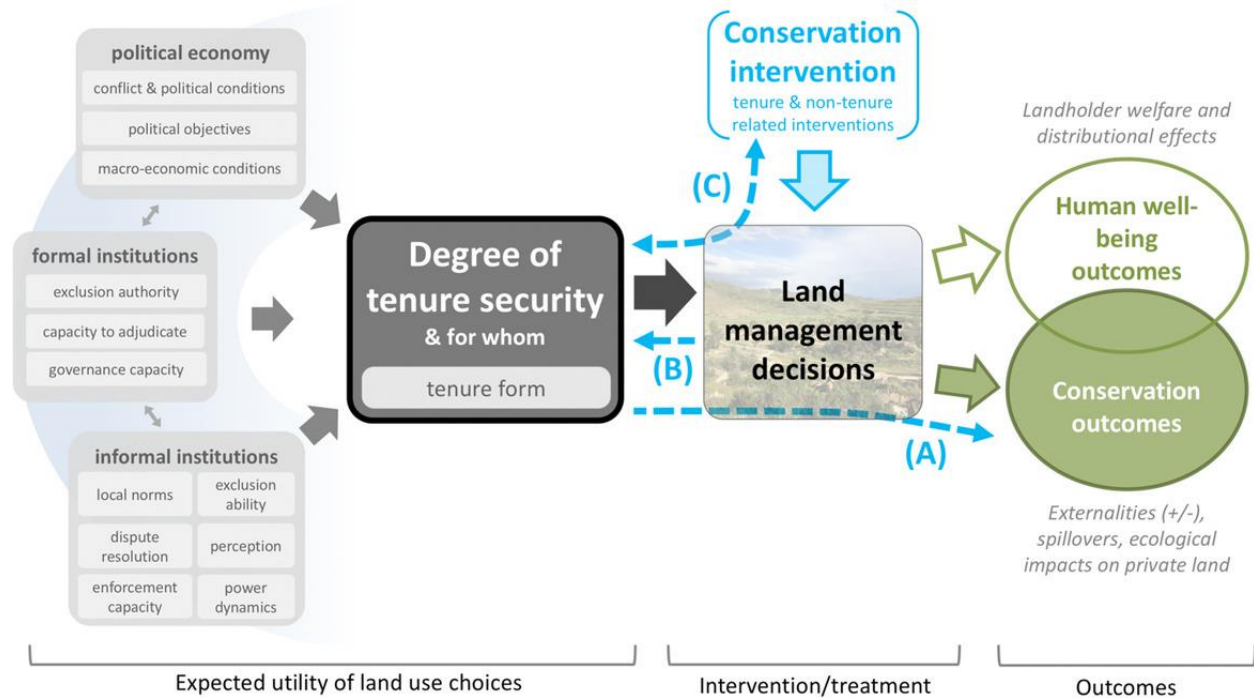 political economy
conflict & political conditions
political objectives
macro-economic conditions
formal institutions
exclusion authority
capacity to adjudicate
governance capacity
informal institutions
local norms
exclusion
ability
dispute
resolution
perception
enforcement
capacity
power
dynamics
Degree of
tenure security
& for whom
tenure form
Conservation
intervention
tenure & non-tenure
related interventions
(C)
(B)
(A)
Land
management
decisions
Landholder welfare and
distributional effects
Human well-
being
outcomes
Conservation
outcomes
Externalities (+/-),
spillovers, ecological
impacts on private land
Expected utility of land use choices
Intervention/treatment
Outcomes